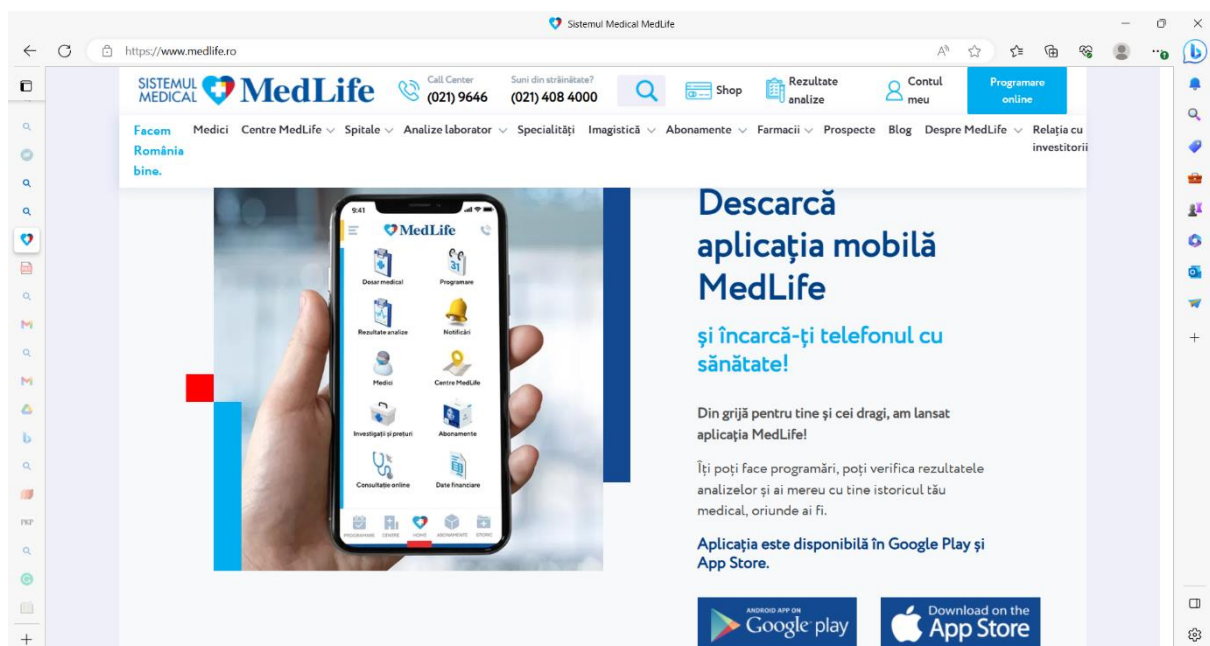 Sistemul Medical MedLife
https://www.medlife.ro
SISTEMUL
MEDICAL
MedLife
Call Center
(021) 9646
Suni din străinătate?
(021) 408 4000
Shop
Rezultate
analize
Contul
meu
Programare
online
Facem
România
bine.
Medici Centre MedLife Spitale Analize laborator Specialități Imagistică Abonamente Farmacii Prospecte Blog Despre MedLife Relația cu
investitorii
9:41
MedLife
Dosar medical
31
Programare
Rezultate analize
Notificări
Medici
Centre MedLife
Investigații și prețuri
Abonamente
Consultație online
Date financiare
PROGRAMARE CENTRE HOME ABONAMENTE ISTORIC
Descarcă
aplicația mobilă
MedLife
și încarcă-ți telefonul cu
sănătate!
Din grijă pentru tine și cei dragi, am lansat
aplicația MedLife!
Îți poți face programări, poți verifica rezultatele
analizelor și ai mereu cu tine istoricul tău
medical, oriunde ai fi.
Aplicația este disponibilă în Google Play și
App Store.
ANDROID APP ON
Google play
Download on the
App Store